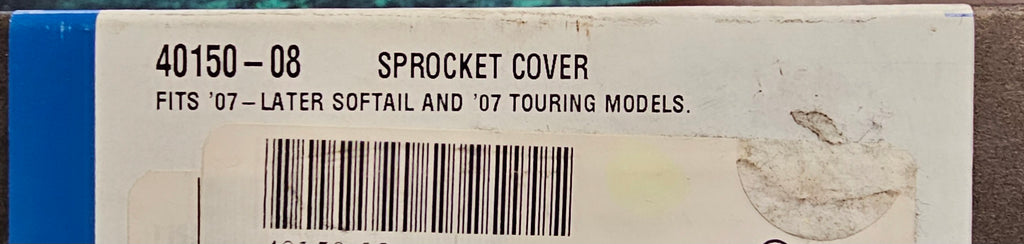 40150-08 SPROCKET COVER
FITS '07-LATER SOFTAIL AND '07 TOURING MODELS.